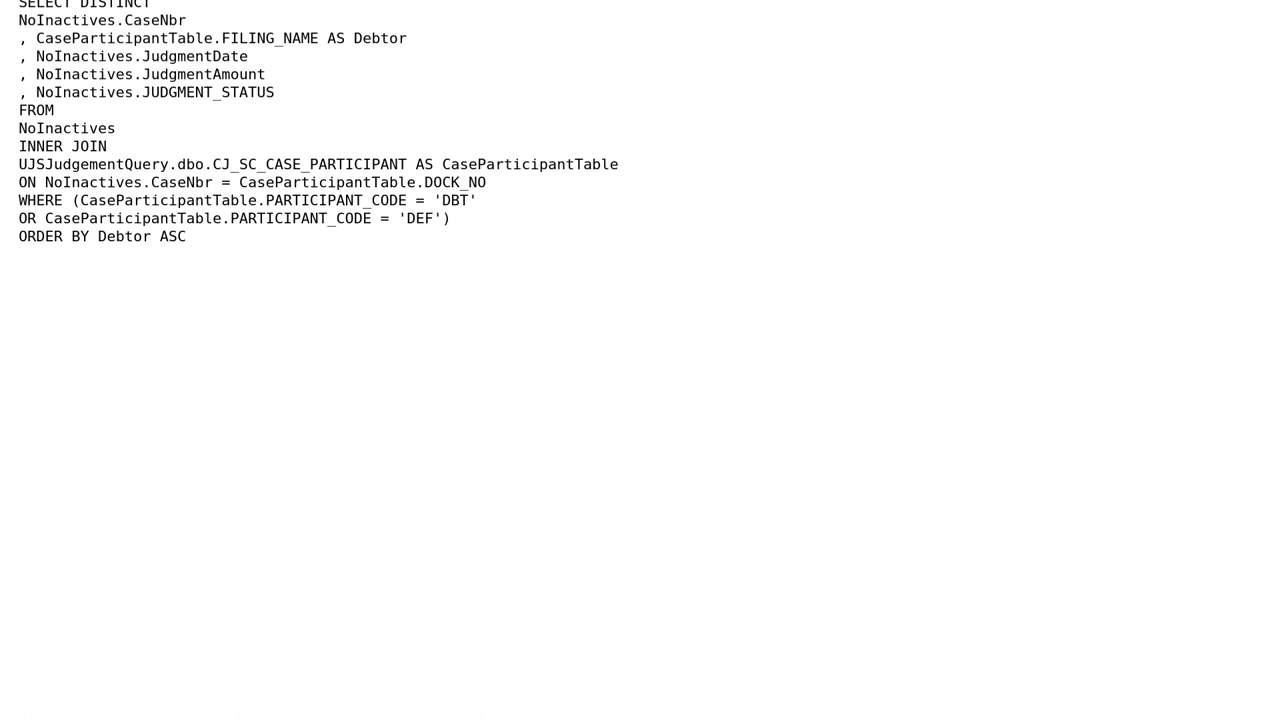 SELECT DISTINCT
NoInactives.CaseNbr
, CaseParticipantTable.FILING_NAME AS Debtor
, NoInactives.JudgmentDate
, NoInactives.JudgmentAmount
, NoInactives.JUDGMENT_STATUS
FROM
NoInactives
INNER JOIN
UJSJudgementQuery.dbo.CJ_SC_CASE_PARTICIPANT AS CaseParticipantTable
ON NoInactives.CaseNbr = CaseParticipantTable.DOCK_NO
WHERE (CaseParticipantTable.PARTICIPANT_CODE = 'DBT'
OR CaseParticipantTable.PARTICIPANT_CODE = 'DEF')
ORDER BY Debtor ASC